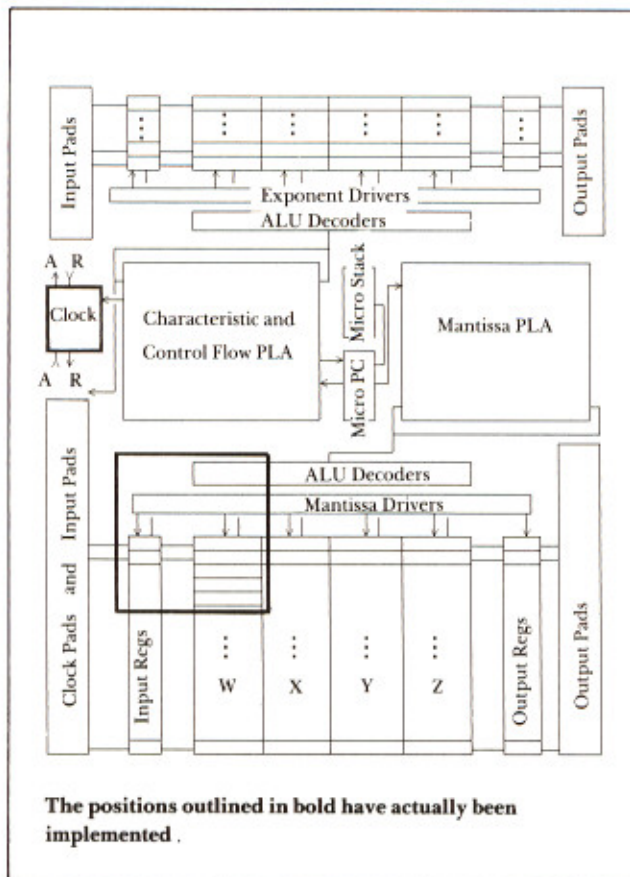 Input Pads
Output Pads
Exponent Drivers
ALU Decoders
A R
Clock
A R
Characteristic and
Control Flow PLA
Micro Stack
Micro PC
Mantissa PLA
Clock Pads and Input Pads
ALU Decoders
Mantissa Drivers
Input Regs
W
X
Y
Z
Output Regs
Output Pads
The positions outlined in bold have actually been
implemented .